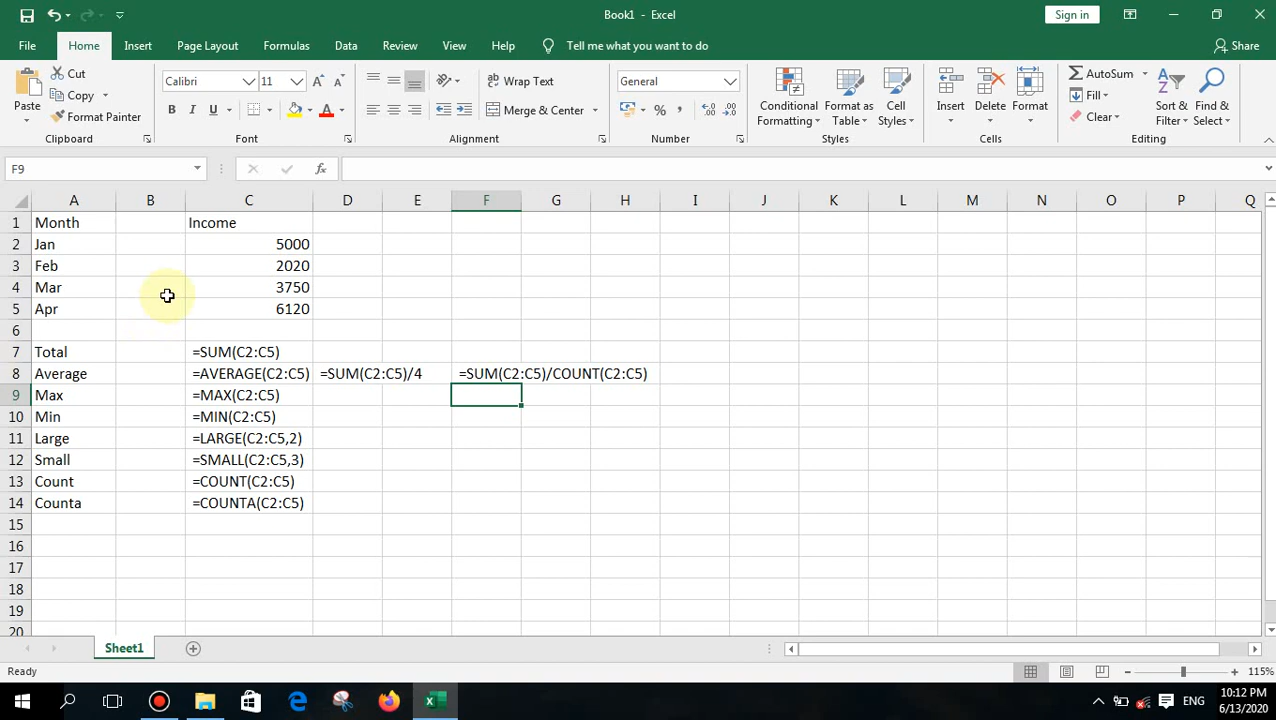 Book1 - Excel
Sign in
File Home Insert Page Layout Formulas Data Review View Help Tell me what you want to do Share
Paste
Cut
Copy
Format Painter
Clipboard
Calibri 11
B I U
Font
Wrap Text
Merge & Center
Alignment
General
Number
Conditional Formatting
Format as Table
Cell Styles
Styles
Insert Delete Format
Cells
AutoSum
Fill
Clear
Sort & Filter
Find & Select
Editing
F9
fx
A B C D E F G H I J K L M N O P Q
1 Month Income
2 Jan 5000
3 Feb 2020
4 Mar 3750
5 Apr 6120
6
7 Total =SUM(C2:C5)
8 Average =AVERAGE(C2:C5) =SUM(C2:C5)/4 =SUM(C2:C5)/COUNT(C2:C5)
9 Max =MAX(C2:C5)
10 Min =MIN(C2:C5)
11 Large =LARGE(C2:C5,2)
12 Small =SMALL(C2:C5,3)
13 Count =COUNT(C2:C5)
14 Counta =COUNTA(C2:C5)
15
16
17
18
19
20
Sheet1
Ready
115%
ENG
10:12 PM
6/13/2020